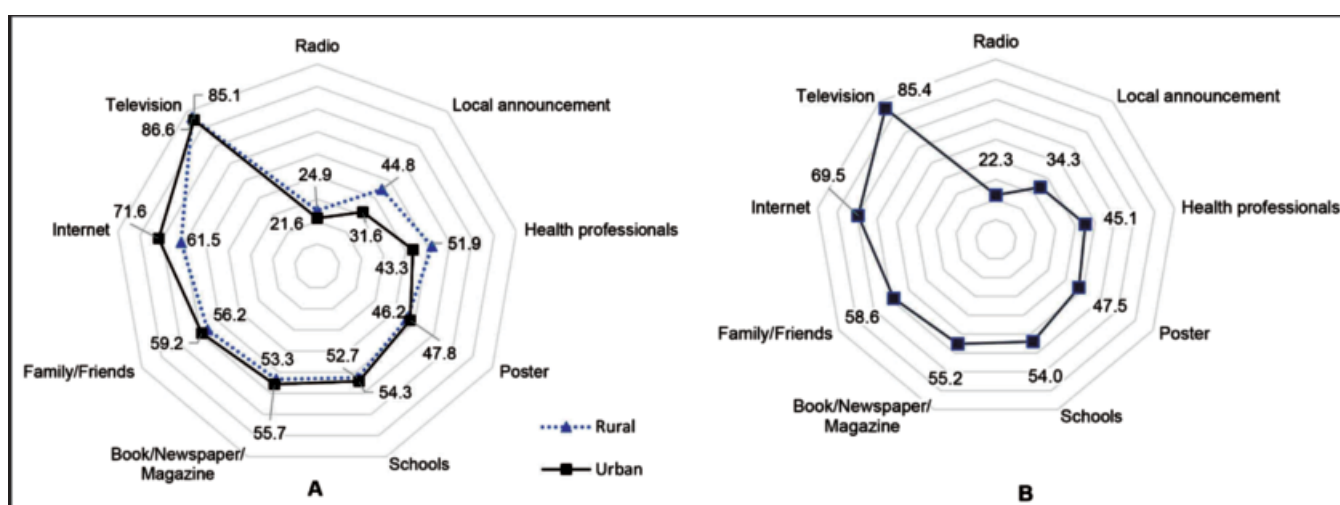 Radio
Local announcement
Health professionals
Poster
Schools
Book/Newspaper/
Magazine
Family/Friends
Internet
Television
85.1
86.6
24.9
21.6
44.8
31.6
51.9
43.3
46.2
47.8
52.7
54.3
53.3
55.7
56.2
59.2
61.5
71.6
Rural
Urban
A
Radio
Local announcement
Health professionals
Poster
Schools
Book/Newspaper/
Magazine
Family/Friends
Internet
Television
85.4
22.3
34.3
45.1
47.5
54.0
55.2
58.6
69.5
B